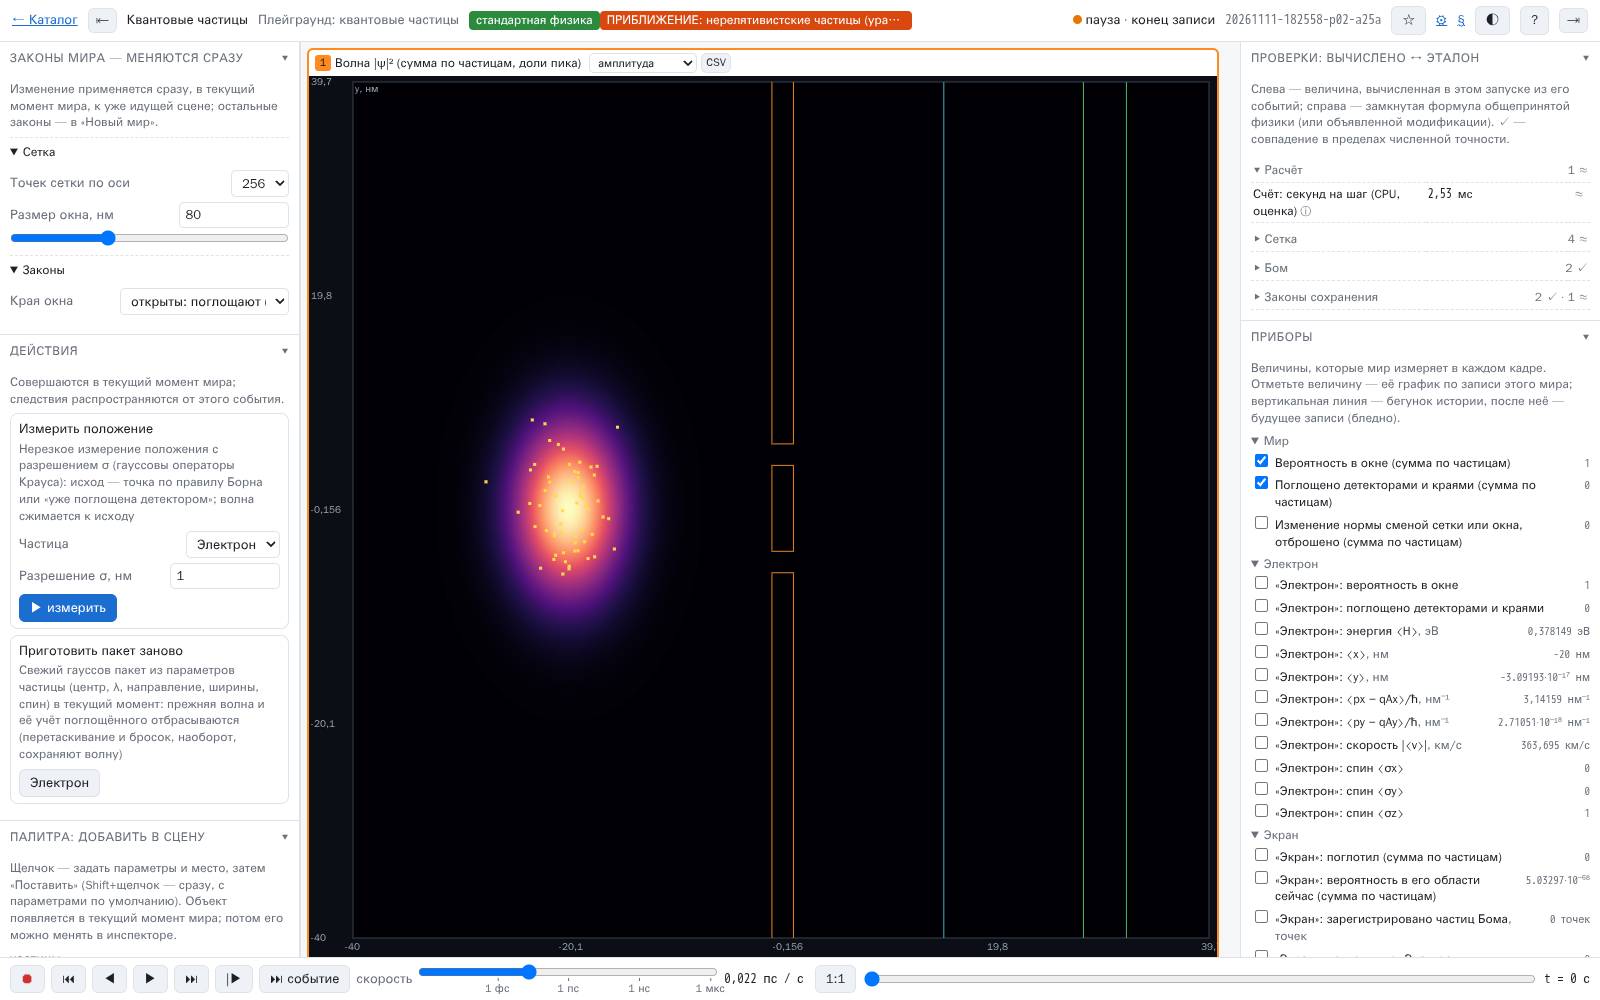 ← Каталог
Квантовые частицы
Плейграунд: квантовые частицы
стандартная физика
ПРИБЛИЖЕНИЕ: нерелятивистские частицы (ура···
пауза · конец записи
20261111-182558-p02-a25a
ЗАКОНЫ МИРА — МЕНЯЮТСЯ СРАЗУ
Изменение применяется сразу, в текущий
момент мира, к уже идущей сцене; остальные
законы — в «Новый мир».
Сетка
Точек сетки по оси 256
Размер окна, нм 80
Законы
Края окна открыты: поглощают
ДЕЙСТВИЯ
Совершаются в текущий момент мира;
следствия распространяются от этого события.
Измерить положение
Нерезкое измерение положения с
разрешением σ (гауссовы операторы
Крауса): исход — точка по правилу Борна
или «уже поглощена детектором»; волна
сжимается к исходу
Частица Электрон
Разрешение σ, нм 1
▶ измерить
Приготовить пакет заново
Свежий гауссов пакет из параметров
частицы (центр, λ, направление, ширины,
спин) в текущий момент: прежняя волна и
её учёт поглощённого отбрасываются
(перетаскивание и бросок, наоборот,
сохраняют волну)
Электрон
ПАЛИТРА: ДОБАВИТЬ В СЦЕНУ
Щелчок — задать параметры и место, затем
«Поставить» (Shift+щелчок — сразу, с
параметрами по умолчанию). Объект
появляется в текущий момент мира; потом его
можно менять в инспекторе.
1 Волна |ψ|² (сумма по частицам, доли пика) амплитуда CSV
39,7
y, нм
19,8
-0,156
-20,1
-40
-40 -20,1 -0,156 19,8 39,
ПРОВЕРКИ: ВЫЧИСЛЕНО ↔ ЭТАЛОН
Слева — величина, вычисленная в этом запуске из его
событий; справа — замкнутая формула общепринятой
физики (или объявленной модификации). ✓ —
совпадение в пределах численной точности.
Расчёт 1 ≈
Счёт: секунд на шаг (CPU, 2,53 мс ≈
оценка) ⓘ
Сетка 4 ≈
Бом 2 ✓
Законы сохранения 2 ✓ · 1 ≈
ПРИБОРЫ
Величины, которые мир измеряет в каждом кадре.
Отметьте величину — её график по записи этого мира;
вертикальная линия — бегунок истории, после неё —
будущее записи (бледно).
Мир
Вероятность в окне (сумма по частицам) 1
Поглощено детекторами и краями (сумма по 0
частицам)
Изменение нормы сменой сетки или окна, 0
отброшено (сумма по частицам)
Электрон
«Электрон»: вероятность в окне 1
«Электрон»: поглощено детекторами и краями 0
«Электрон»: энергия ⟨H⟩, эВ 0,378149 эВ
«Электрон»: ⟨x⟩, нм -20 нм
«Электрон»: ⟨y⟩, нм -3.09193·10⁻¹⁷ нм
«Электрон»: ⟨px − qAx⟩/ħ, нм⁻¹ 3,14159 нм⁻¹
«Электрон»: ⟨py − qAy⟩/ħ, нм⁻¹ 2.71051·10⁻¹⁸ нм⁻¹
«Электрон»: скорость |⟨v⟩|, км/с 363,695 км/с
«Электрон»: спин ⟨σx⟩ 0
«Электрон»: спин ⟨σy⟩ 0
«Электрон»: спин ⟨σz⟩ 1
Экран
«Экран»: поглотил (сумма по частицам) 0
«Экран»: вероятность в его области 5.03297·10⁻⁵⁸
сейчас (сумма по частицам)
«Экран»: зарегистрировано частиц Бома, 0 точек
точек
⏭ событие скорость 0,022 пс / с 1:1 t = 0 с
1 фс 1 пс 1 нс 1 мкс